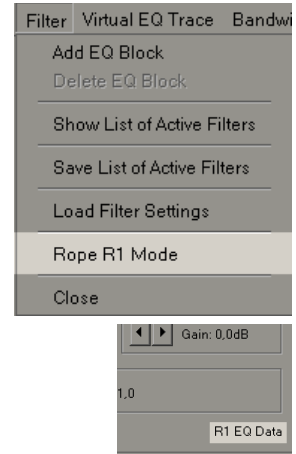 Filter Virtual EQ Trace Bandwi
Add EQ Block
Delete EQ Block
Show List of Active Filters
Save List of Active Filters
Load Filter Settings
Rope R1 Mode
Close
Gain: 0,0dB
1,0
R1 EQ Data